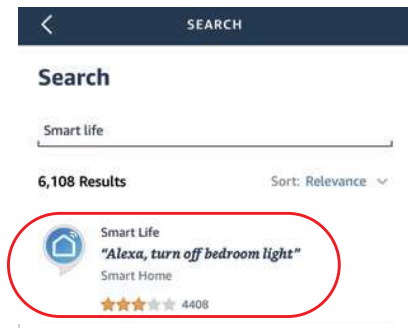 SEARCH
Search
Smart life
6,108 Results Sort: Relevance
Smart Life
“Alexa, turn off bedroom light”
Smart Home
4408